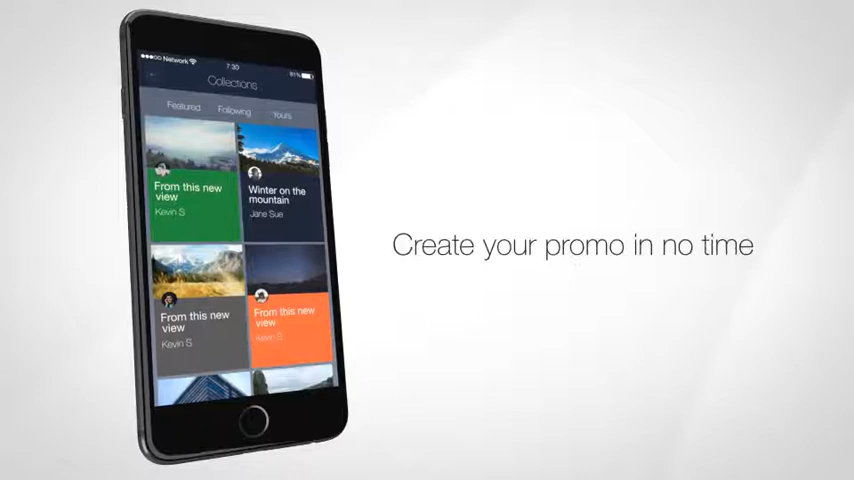 Network
7:30
91%
Collections
Featured
Following
Yours
From this new
view
Kevin S
Winter on the
mountain
Jane Sue
From this new
view
Kevin S
From this new
view
Kevin S
Create your promo in no time